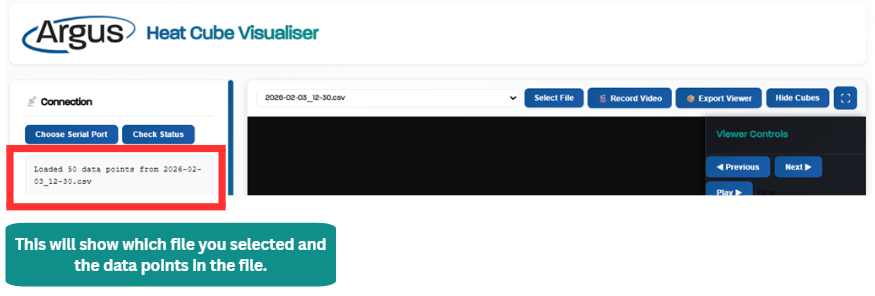 Argus Heat Cube Visualiser
Connection
Choose Serial Port Check Status
Loaded 50 data points from 2026-02-
03_12-30.csv
2026-02-03_12-30.csv Select File Record Video Export Viewer Hide Cubes
Viewer Controls
◀ Previous Next ▶
Play ▶ Time
This will show which file you selected and
the data points in the file.